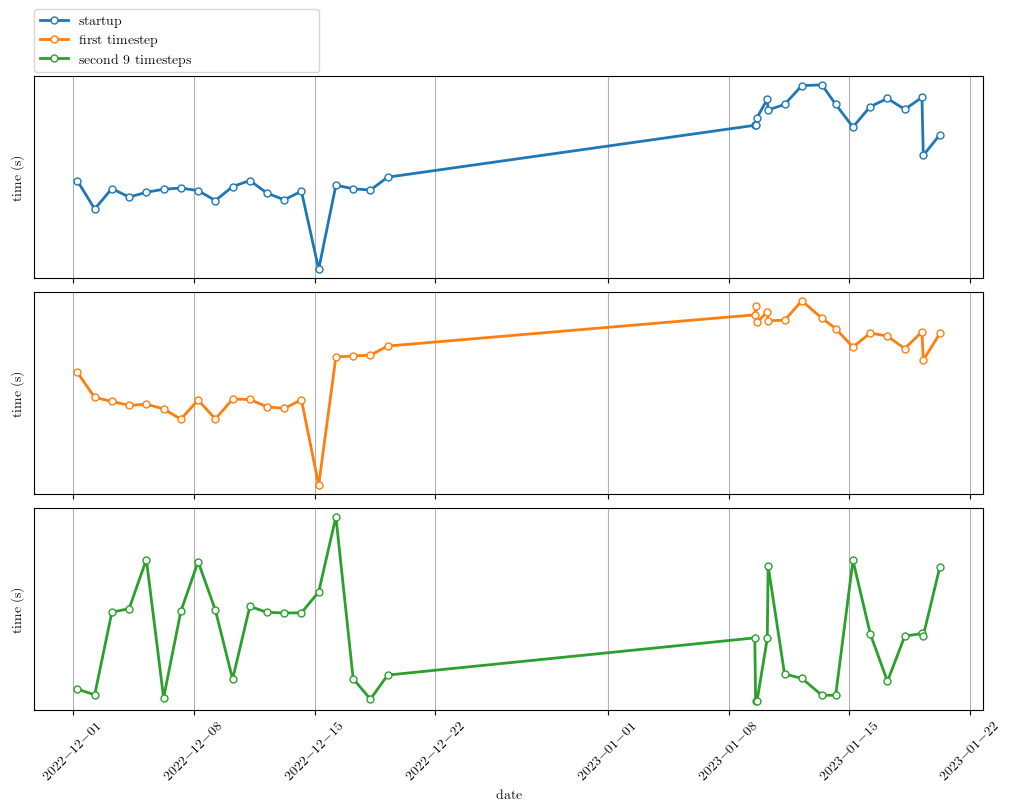 startup
first timestep
second 9 timesteps
time (s)
time (s)
time (s)
2022−12−01
2022−12−08
2022−12−15
2022−12−22
2023−01−01
2023−01−08
2023−01−15
2023−01−22
date